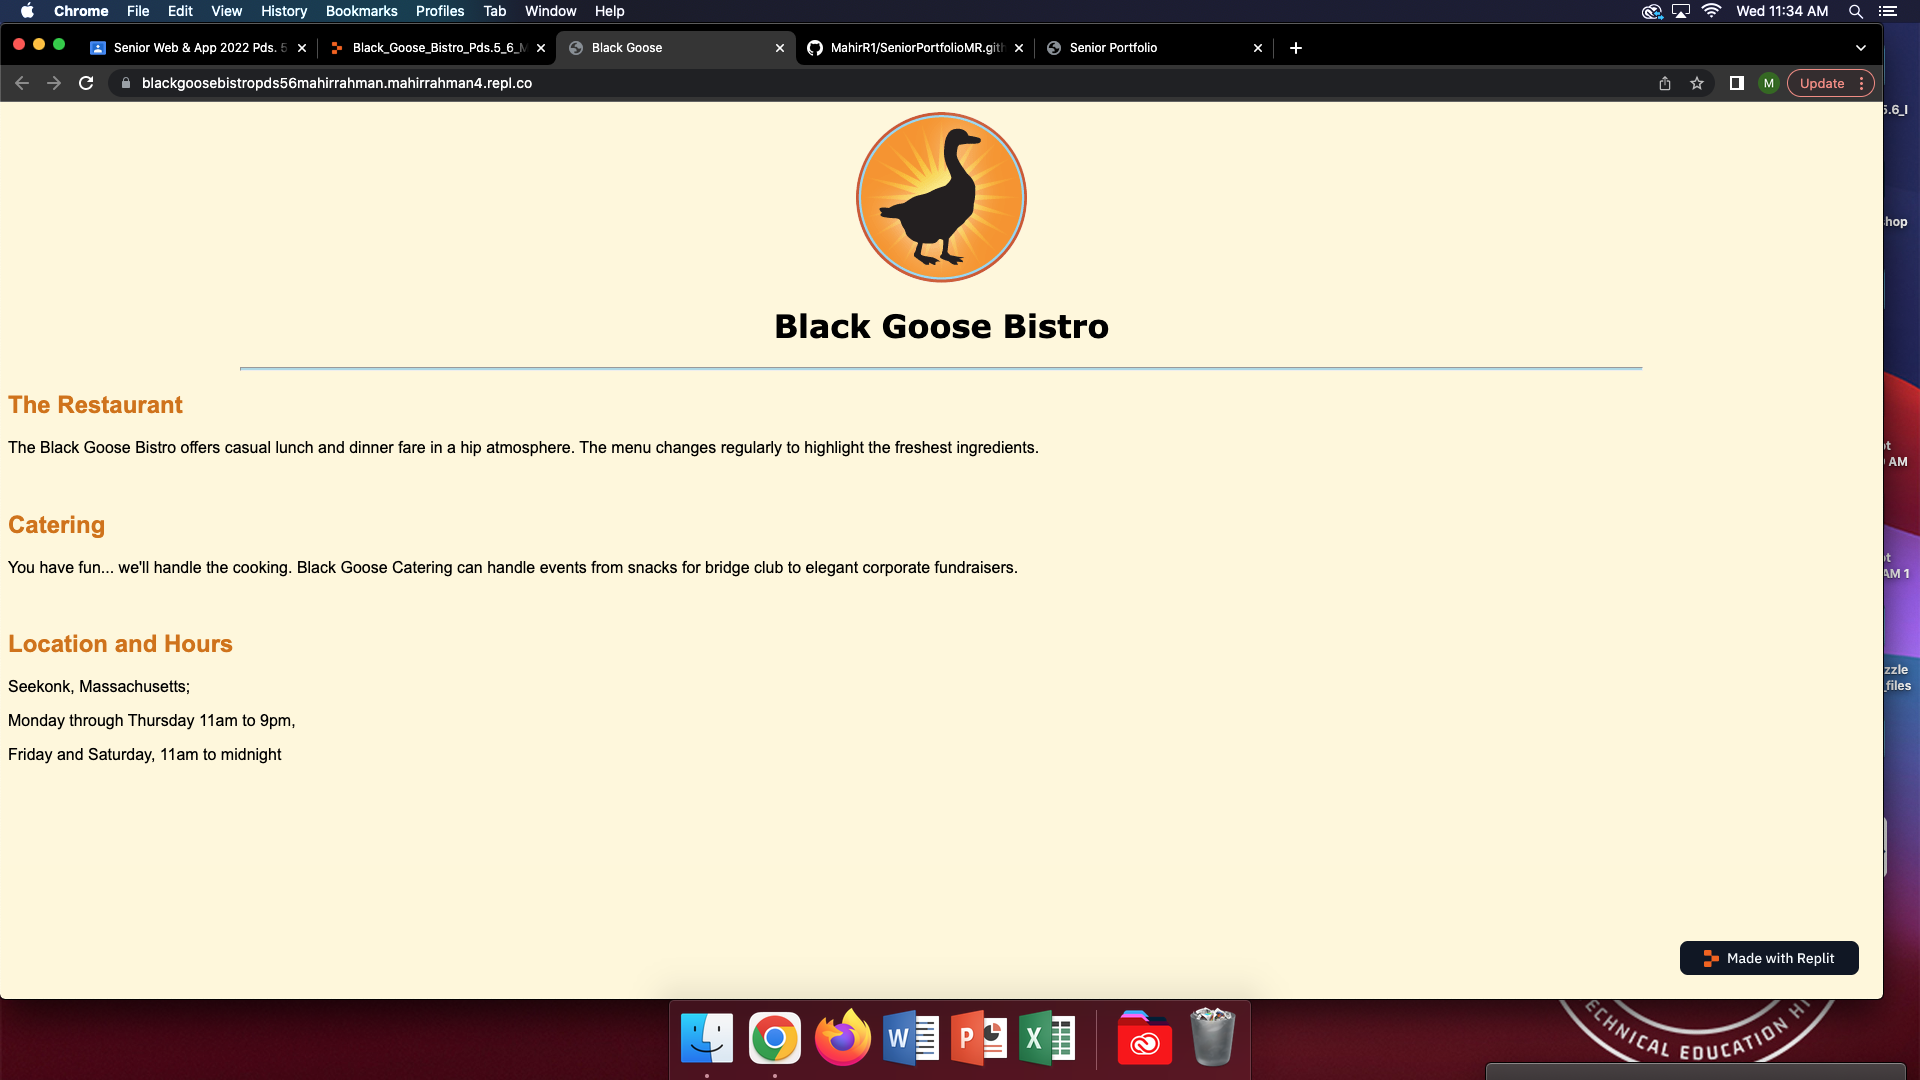 Chrome File Edit View History Bookmarks Profiles Tab Window Help Wed 11:34 AM
Senior Web & App 2022 Pds. 5 Black_Goose_Bistro_Pds.5_6_M Black Goose MahirR1/SeniorPortfolioMR.gith Senior Portfolio
blackgoosebistropds56mahirrahman.mahirrahman4.repl.co M Update
5.6_I
hop
Black Goose Bistro
The Restaurant
The Black Goose Bistro offers casual lunch and dinner fare in a hip atmosphere. The menu changes regularly to highlight the freshest ingredients.
AM
Catering
You have fun... we'll handle the cooking. Black Goose Catering can handle events from snacks for bridge club to elegant corporate fundraisers.
AM 1
Location and Hours
zzle
_files
Seekonk, Massachusetts;
Monday through Thursday 11am to 9pm,
Friday and Saturday, 11am to midnight
Made with Replit
W P X
ECHNICAL EDUCATION HI